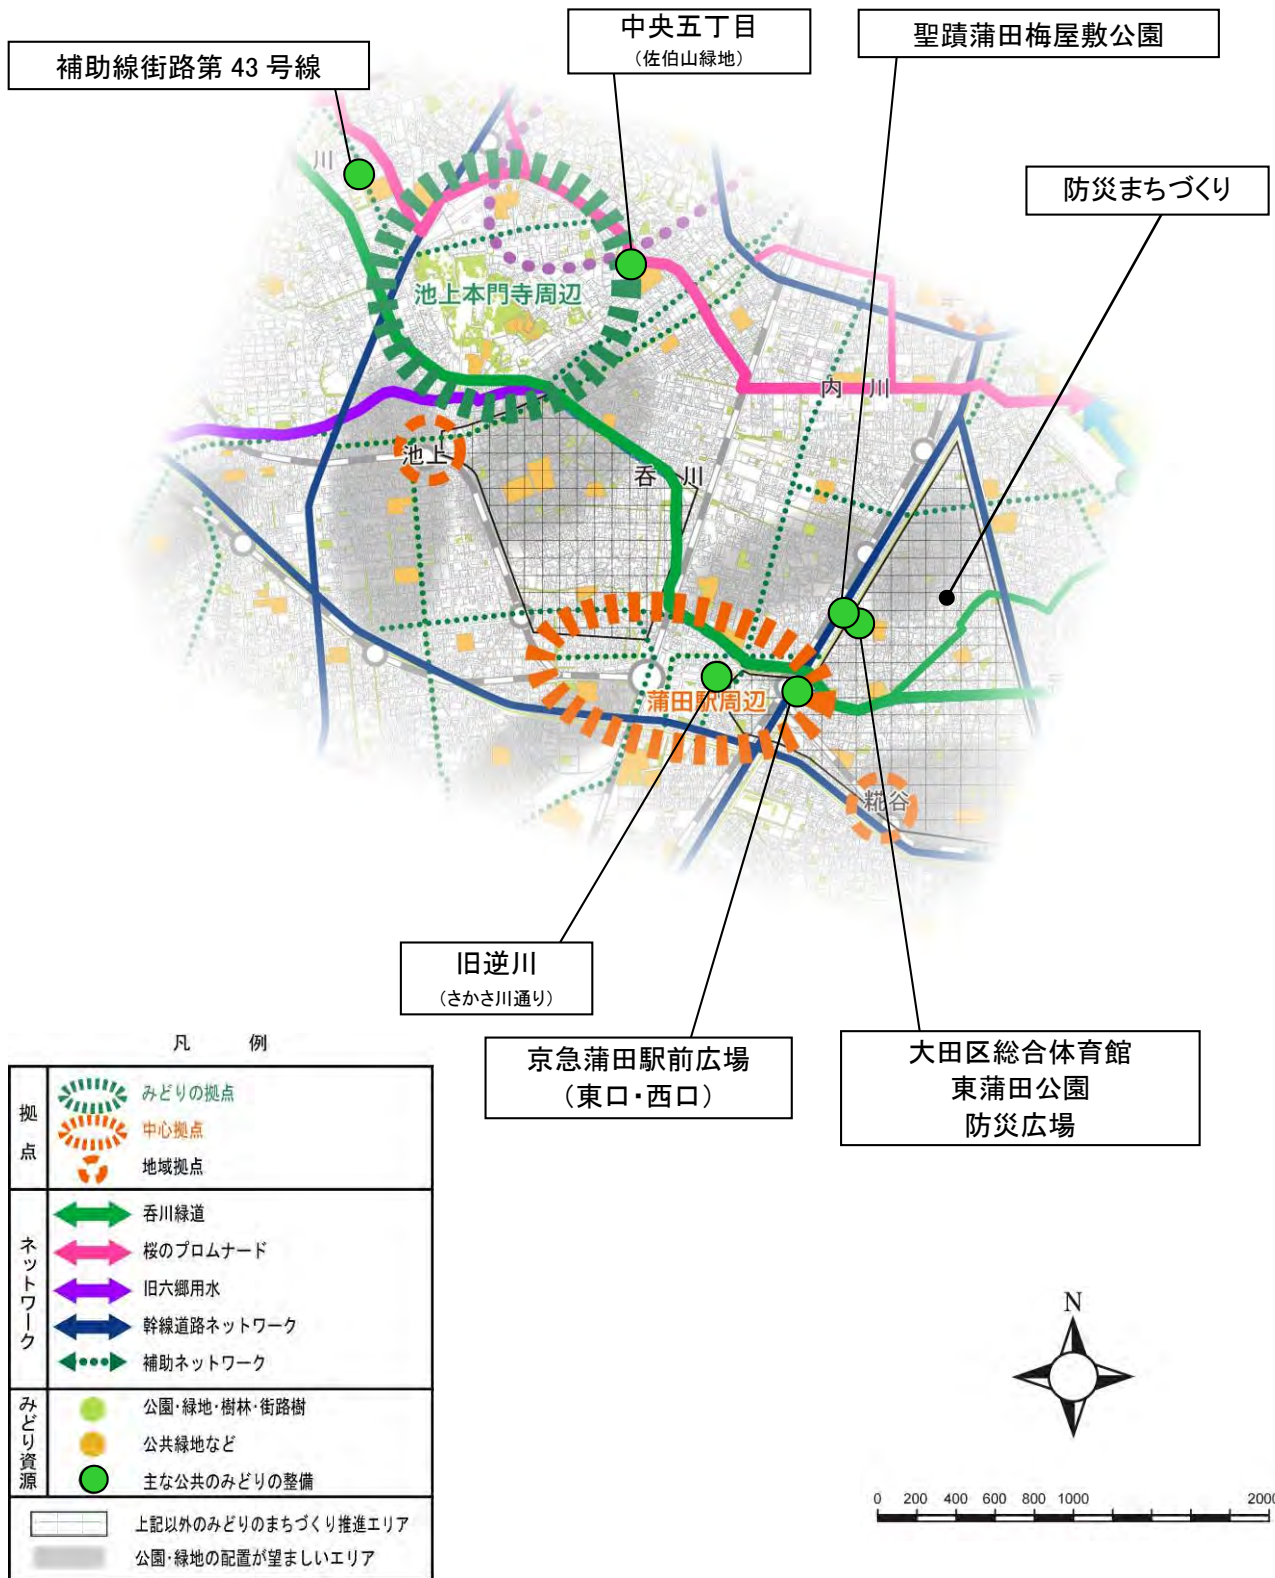 中央五丁目
（佐伯山緑地）
聖蹟蒲田梅屋敷公園
補助線街路第 43 号線
防災まちづくり
川
池上本門寺周辺
内 川
池上
呑 川
蒲田駅周辺
糀谷
旧逆川
（さかさ川通り）
京急蒲田駅前広場
（東口・西口）
大田区総合体育館
東蒲田公園
防災広場
凡 例
拠点
みどりの拠点
中心拠点
地域拠点
ネットワーク
呑川緑道
桜のプロムナード
旧六郷用水
幹線道路ネットワーク
補助ネットワーク
みどり資源
公園・緑地・樹林・街路樹
公共緑地など
主な公共のみどりの整備
上記以外のみどりのまちづくり推進エリア
公園・緑地の配置が望ましいエリア
N
0 200 400 600 800 1000 2000